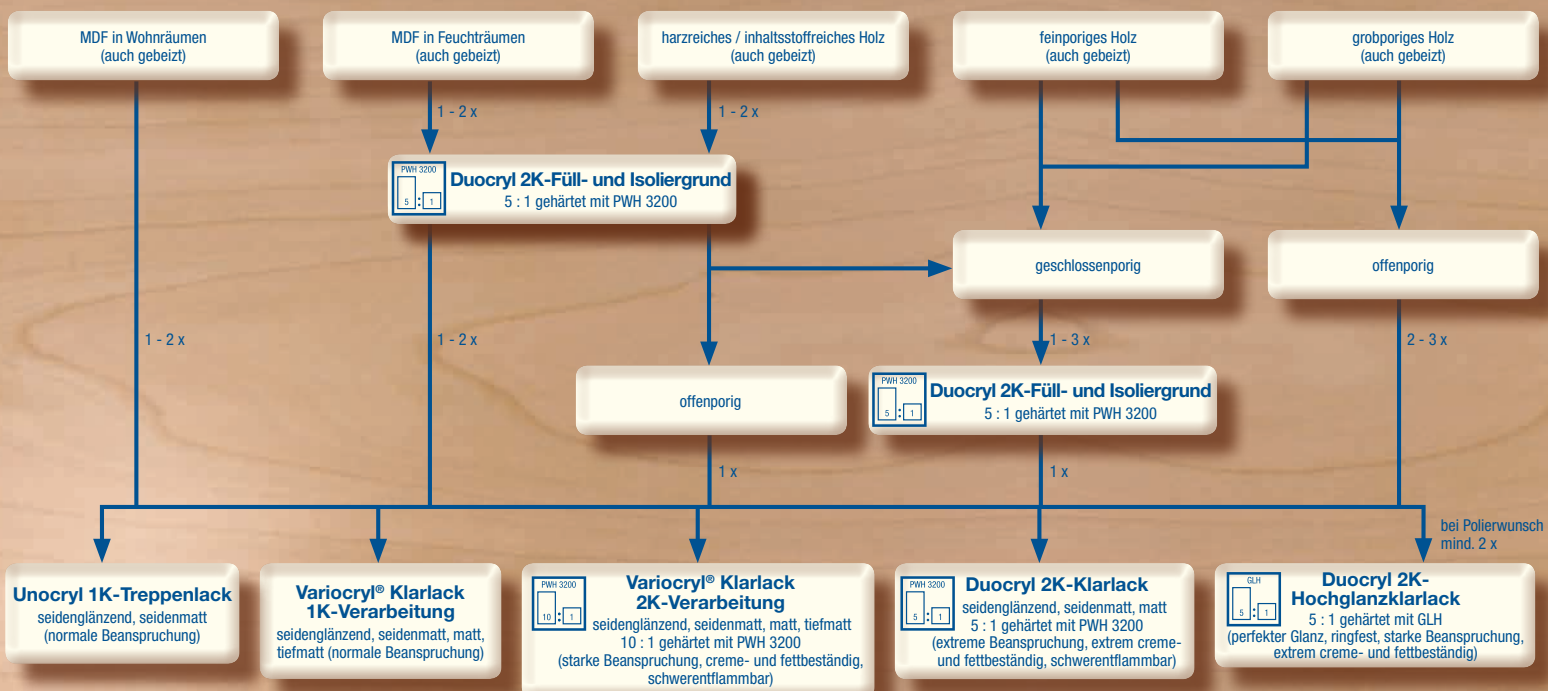 MDF in Wohnräumen
(auch gebeizt)
MDF in Feuchträumen
(auch gebeizt)
harzreiches / inhaltsstoffreiches Holz
(auch gebeizt)
feinporiges Holz
(auch gebeizt)
grobporiges Holz
(auch gebeizt)
1 - 2 x
1 - 2 x
PWH 3200
5 : 1
Duocryl 2K-Füll- und Isoliergrund
5 : 1 gehärtet mit PWH 3200
geschlossenporig
offenporig
1 - 2 x
1 - 2 x
1 - 3 x
2 - 3 x
offenporig
PWH 3200
5 : 1
Duocryl 2K-Füll- und Isoliergrund
5 : 1 gehärtet mit PWH 3200
1 x
1 x
bei Polierwunsch
mind. 2 x
Unocryl 1K-Treppenlack
seidenglänzend, seidenmatt
(normale Beanspruchung)
Variocryl® Klarlack
1K-Verarbeitung
seidenglänzend, seidenmatt, matt,
tiefmatt (normale Beanspruchung)
PWH 3200
10 : 1
Variocryl® Klarlack
2K-Verarbeitung
seidenglänzend, seidenmatt, matt, tiefmatt
10 : 1 gehärtet mit PWH 3200
(starke Beanspruchung, creme- und fettbeständig,
schwerentflammbar)
PWH 3200
5 : 1
Duocryl 2K-Klarlack
seidenglänzend, seidenmatt, matt
5 : 1 gehärtet mit PWH 3200
(extreme Beanspruchung, extrem creme-
und fettbeständig, schwerentflammbar)
GLH
5 : 1
Duocryl 2K-
Hochglanzklarlack
5 : 1 gehärtet mit GLH
(perfekter Glanz, ringfest, starke Beanspruchung,
extrem creme- und fettbeständig)